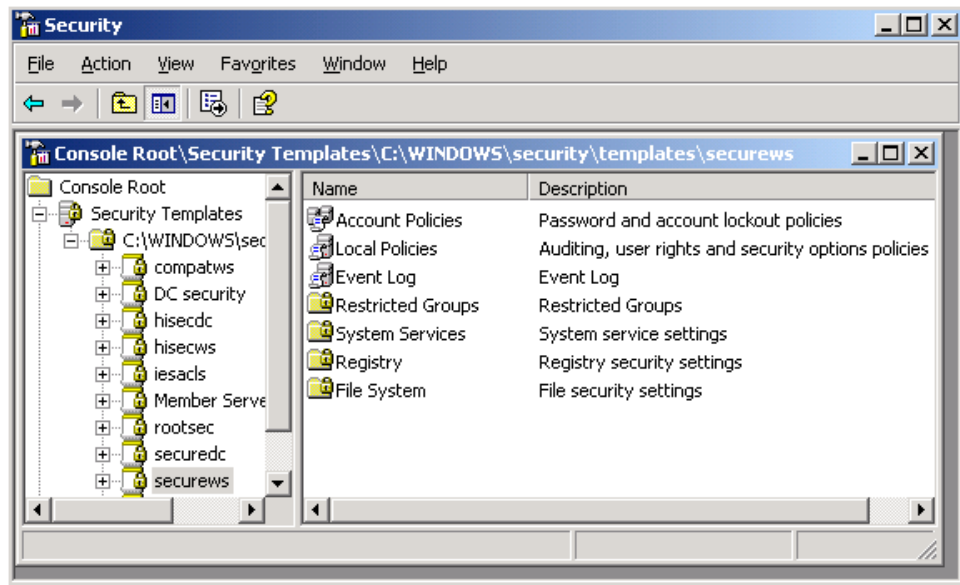 Security
File Action View Favorites Window Help
Console Root\Security Templates\C:\WINDOWS\security\templates\securews
Console Root
Security Templates
C:\WINDOWS\sec
compatws
DC security
hisecdc
hisecws
iesacls
Member Serve
rootsec
securedc
securews
Name Description
Account Policies Password and account lockout policies
Local Policies Auditing, user rights and security options policies
Event Log Event Log
Restricted Groups Restricted Groups
System Services System service settings
Registry Registry security settings
File System File security settings